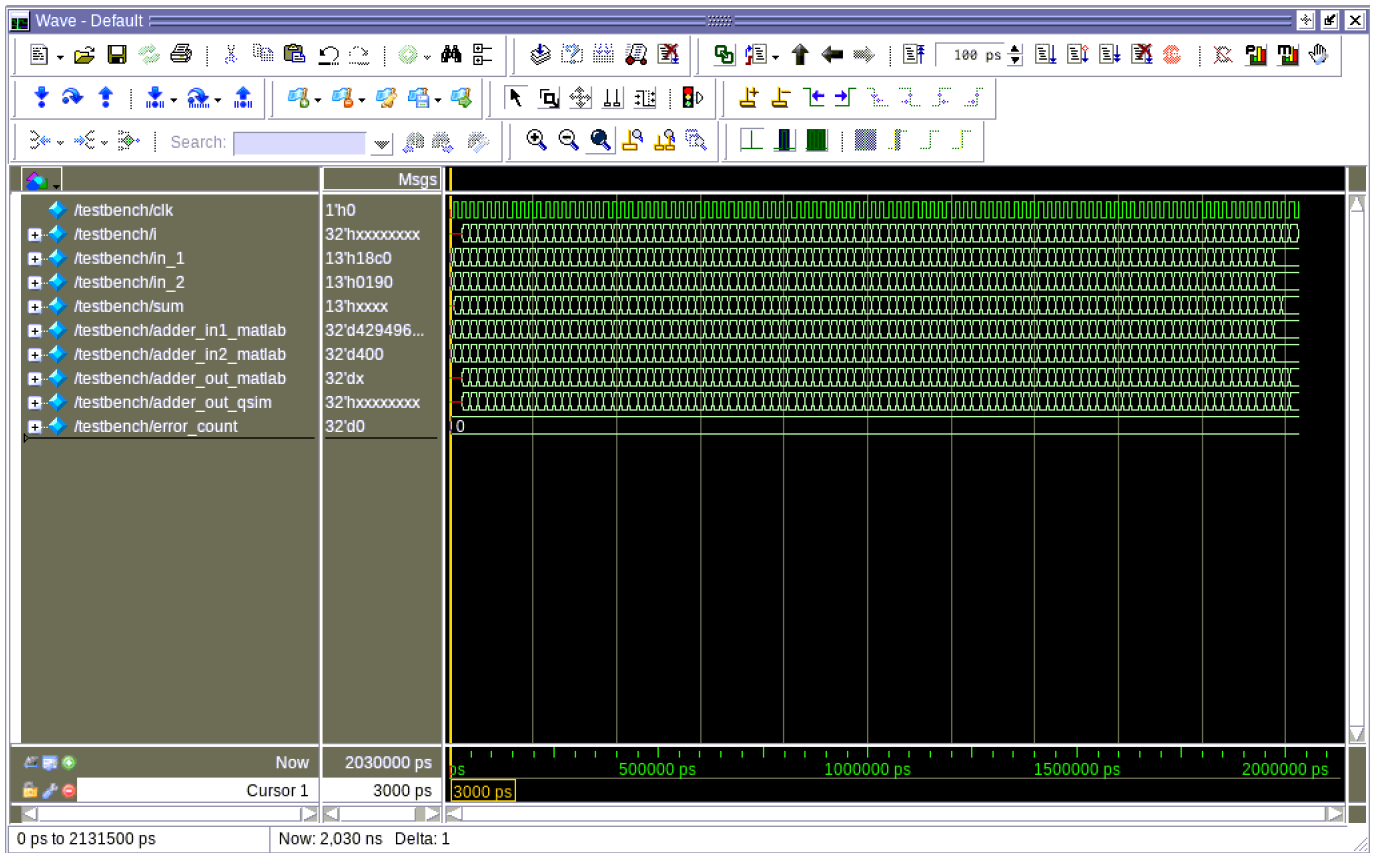 Wave - Default
100 ps
Search:
Msgs
/testbench/clk 1'h0
/testbench/i 32'hxxxxxxxx
/testbench/in_1 13'h18c0
/testbench/in_2 13'h0190
/testbench/sum 13'hxxxx
/testbench/adder_in1_matlab 32'd429496...
/testbench/adder_in2_matlab 32'd400
/testbench/adder_out_matlab 32'dx
/testbench/adder_out_qsim 32'hxxxxxxxx
/testbench/error_count 32'd0 0
Now 2030000 ps ps 500000 ps 1000000 ps 1500000 ps 2000000 ps
Cursor 1 3000 ps 3000 ps
0 ps to 2131500 ps Now: 2,030 ns Delta: 1